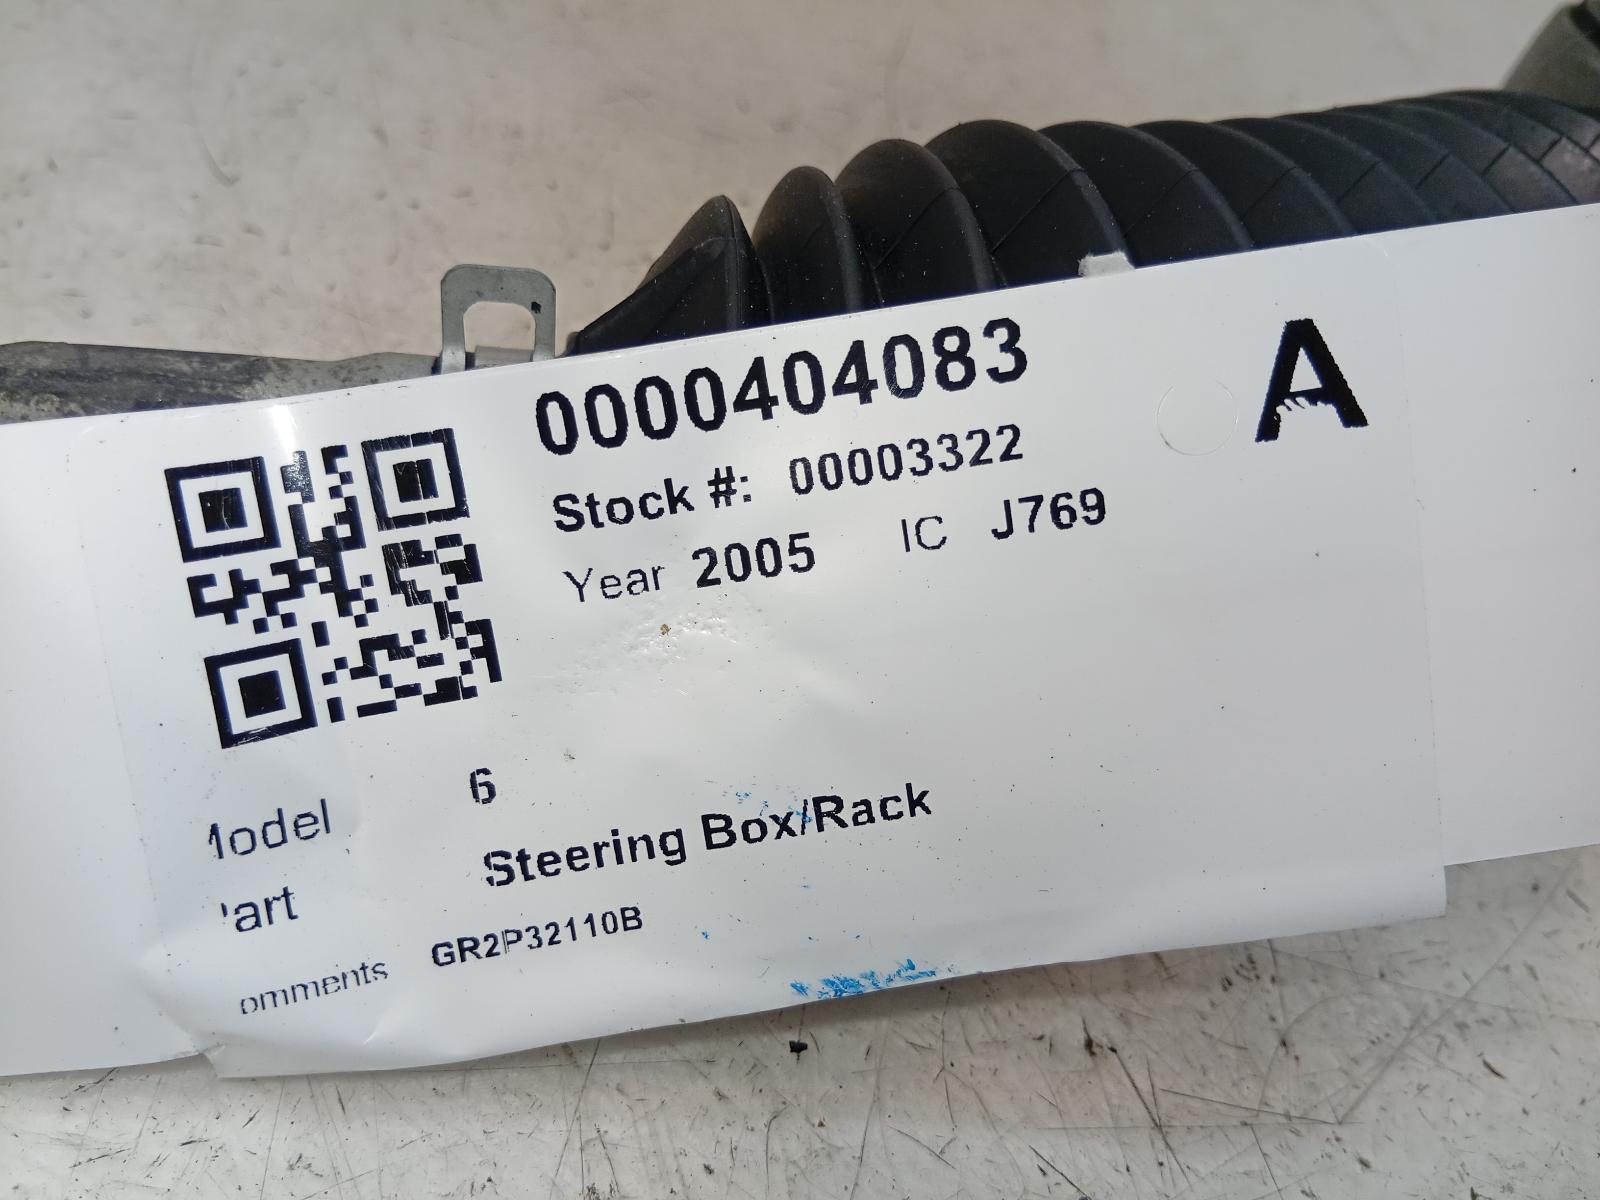 0000404083
A
Stock #: 00003322
Year 2005 IC J769
Model 6
Part Steering Box/Rack
omments GR2P32110B